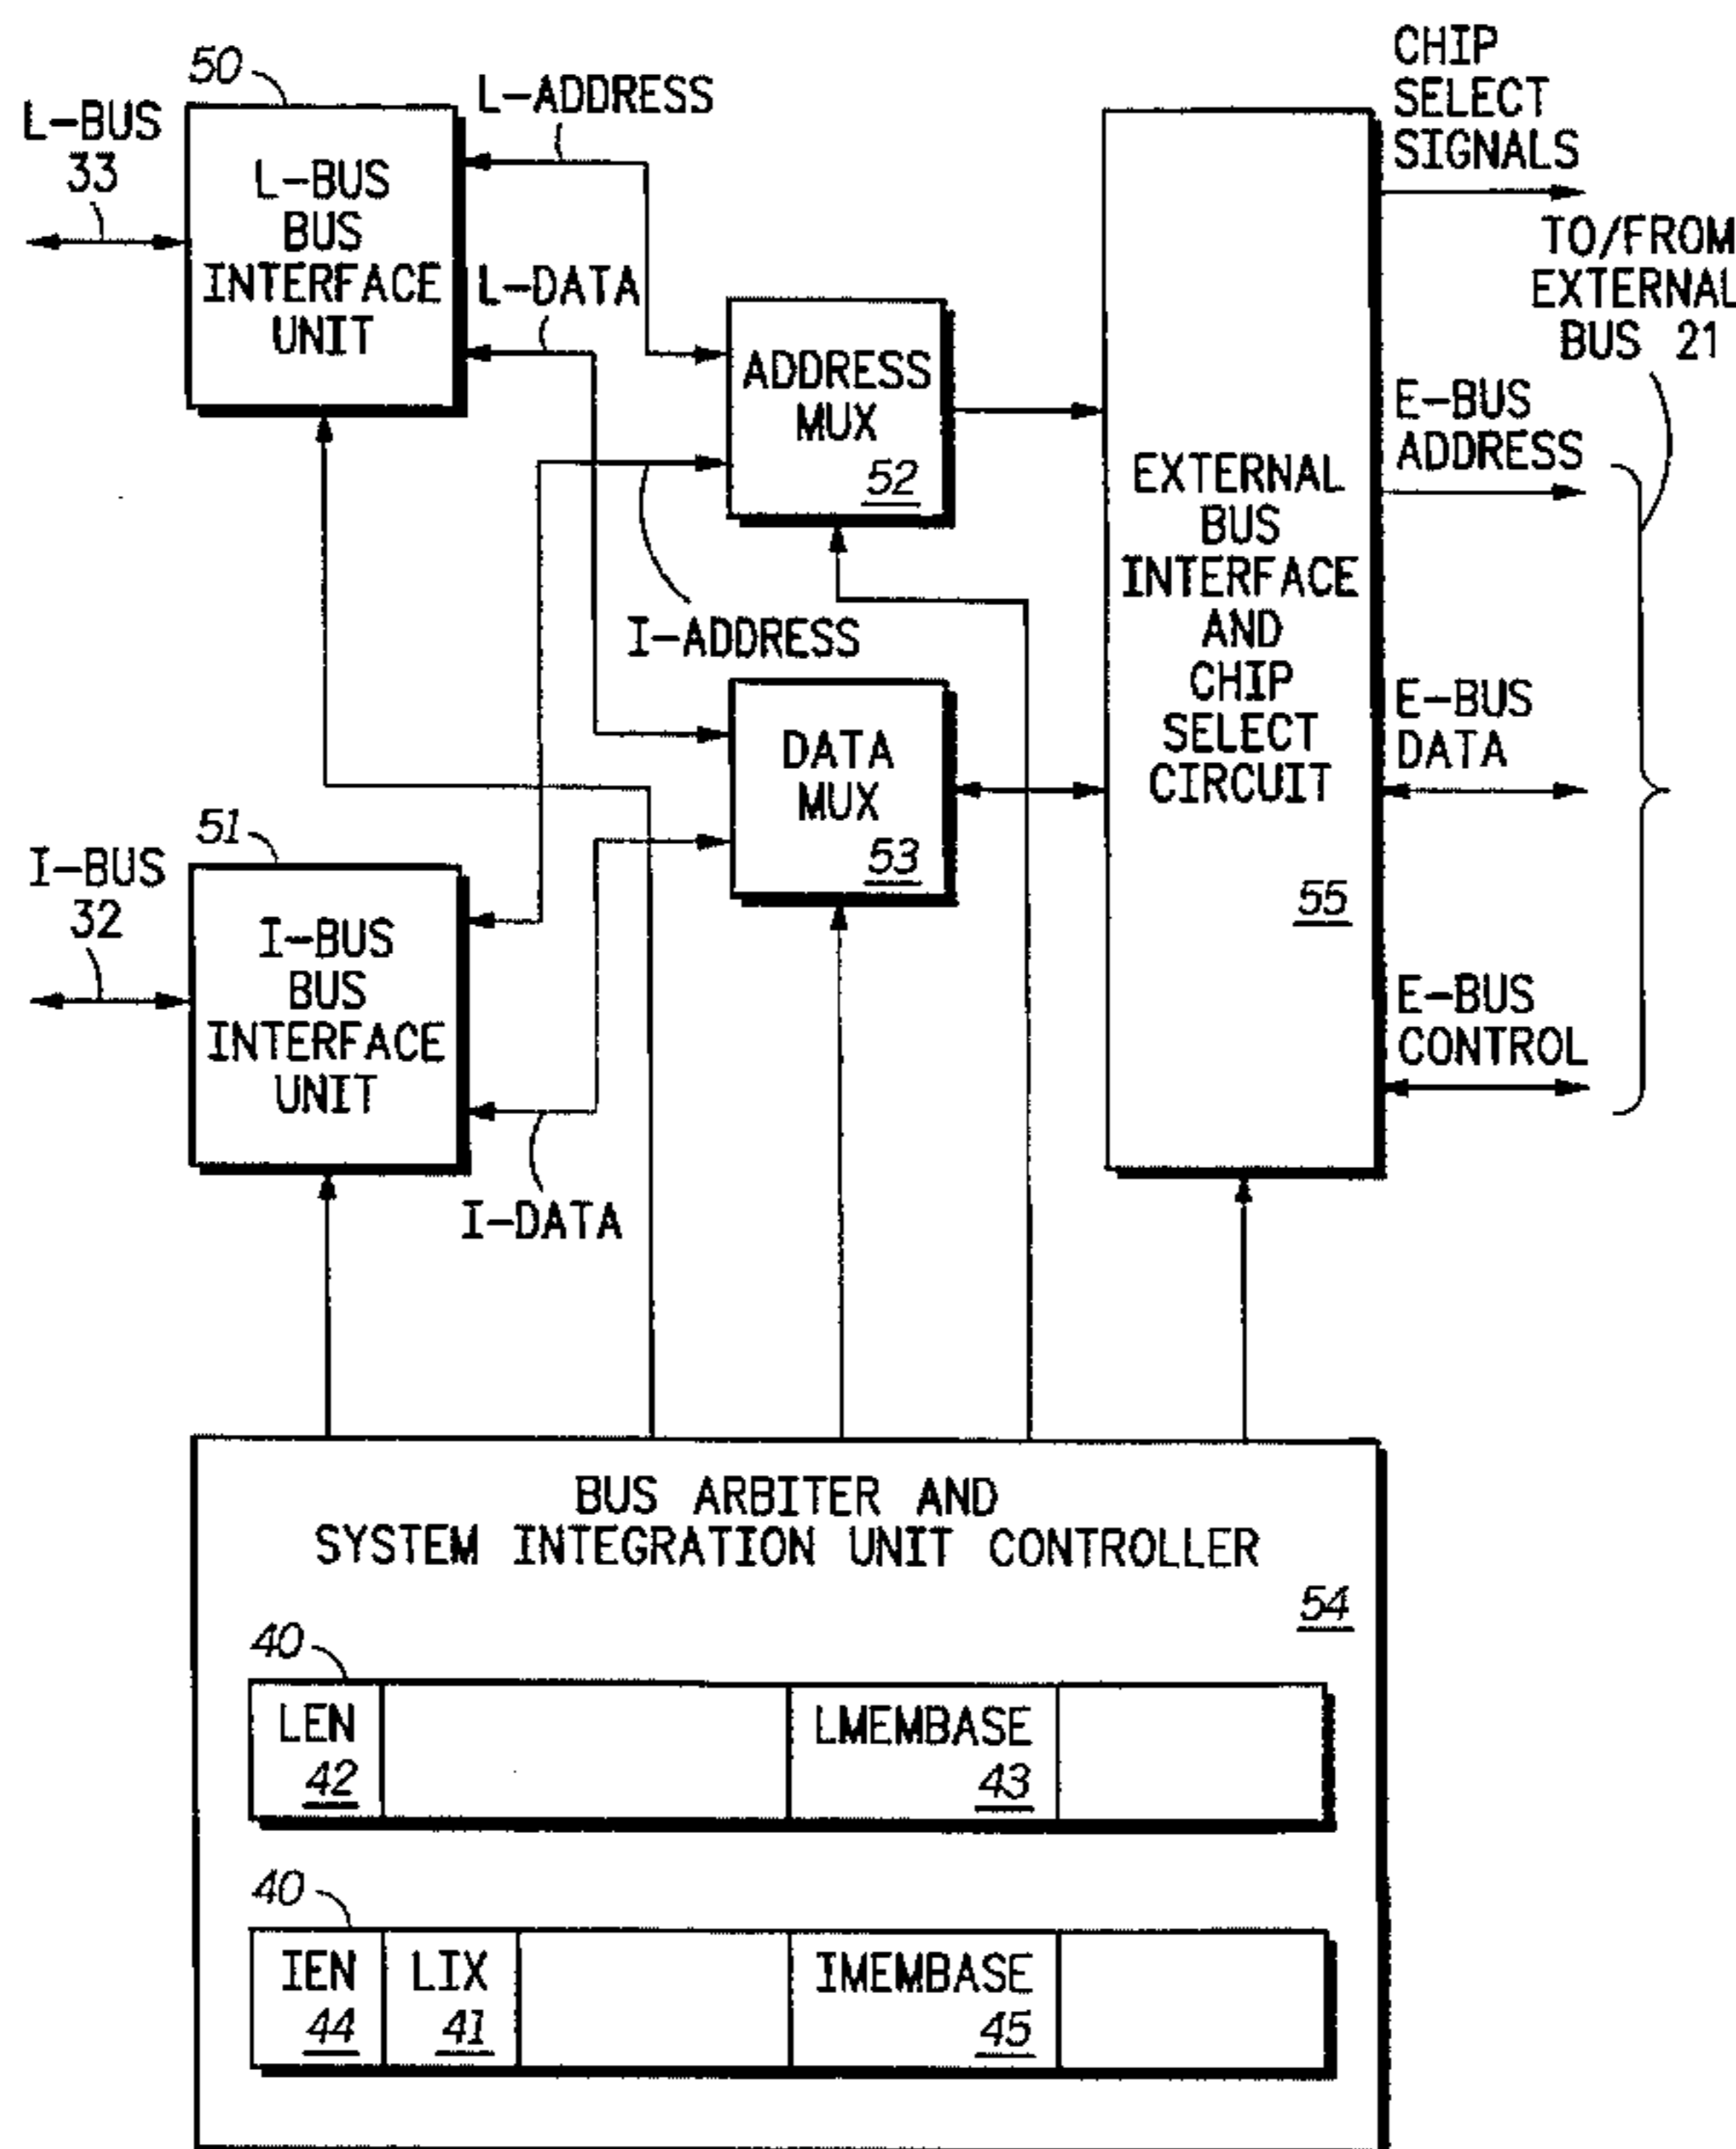 50
L-BUS
33
L-BUS
BUS
INTERFACE
UNIT
L-ADDRESS
L-DATA
ADDRESS
MUX
52
I-ADDRESS
DATA
MUX
53
51
I-BUS
32
I-BUS
BUS
INTERFACE
UNIT
I-DATA
EXTERNAL
BUS
INTERFACE
AND
CHIP
SELECT
CIRCUIT
55
CHIP
SELECT
SIGNALS
TO/FROM
EXTERNAL
BUS 21
E-BUS
ADDRESS
E-BUS
DATA
E-BUS
CONTROL
BUS ARBITER AND
SYSTEM INTEGRATION UNIT CONTROLLER
54
40
LEN
42
LMEMBASE
43
40
IEN
44
LIX
41
IMEMBASE
45